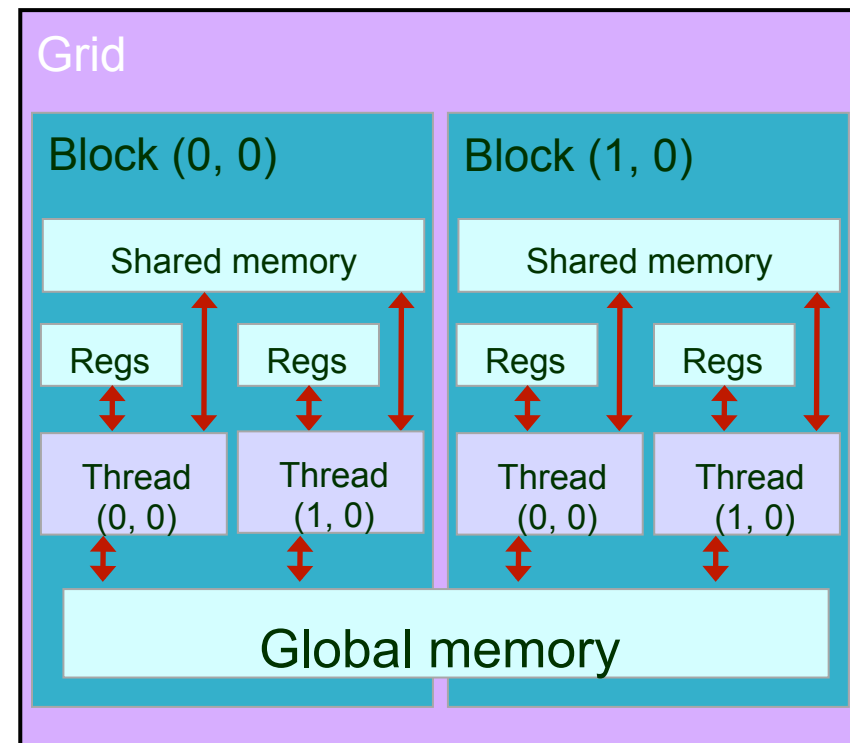 Grid
Block (0, 0)
Block (1, 0)
Shared memory
Shared memory
Regs
Regs
Regs
Regs
Thread
(0, 0)
Thread
(1, 0)
Thread
(0, 0)
Thread
(1, 0)
Global memory